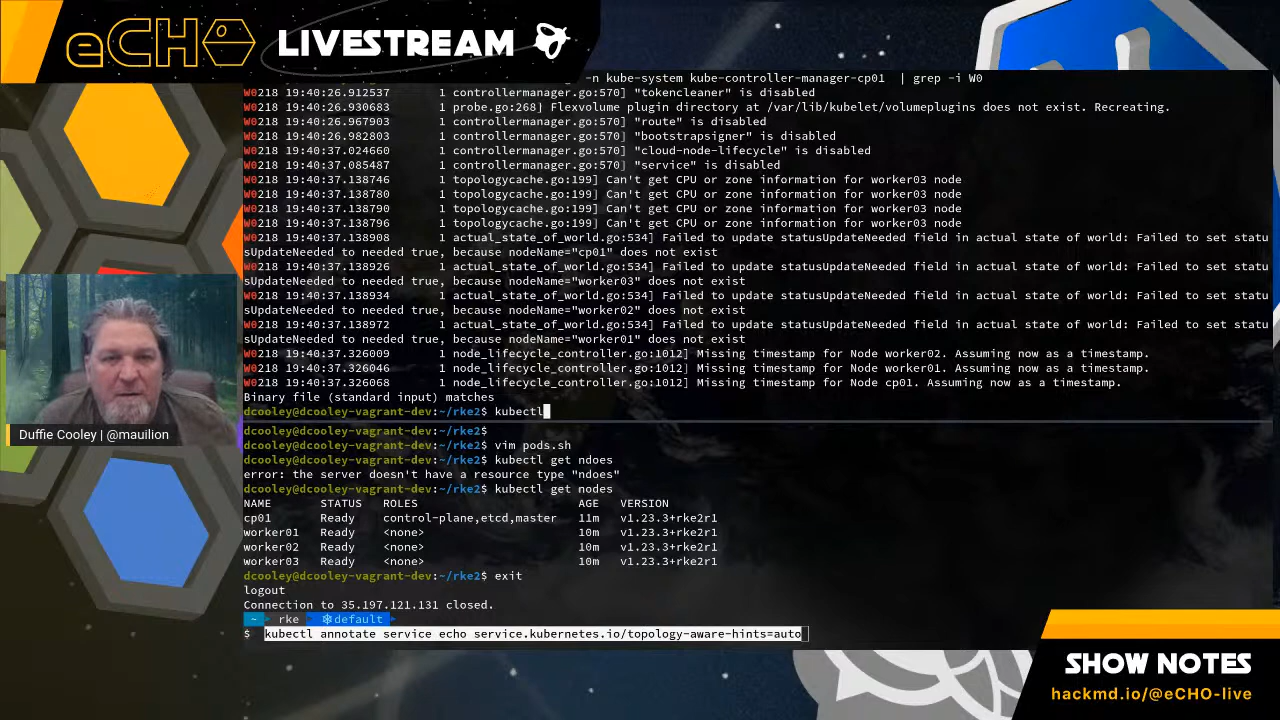 eCHO LIVESTREAM
-n kube-system kube-controller-manager-cp01  | grep -i W0
W0218 19:40:26.912537       1 controllermanager.go:570] "tokencleaner" is disabled
W0218 19:40:26.930683       1 probe.go:268] Flexvolume plugin directory at /var/lib/kubelet/volumeplugins does not exist. Recreating.
W0218 19:40:26.967903       1 controllermanager.go:570] "route" is disabled
W0218 19:40:26.982803       1 controllermanager.go:570] "bootstrapsigner" is disabled
W0218 19:40:37.024660       1 controllermanager.go:570] "cloud-node-lifecycle" is disabled
W0218 19:40:37.085487       1 controllermanager.go:570] "service" is disabled
W0218 19:40:37.138746       1 topologycache.go:199] Can't get CPU or zone information for worker03 node
W0218 19:40:37.138780       1 topologycache.go:199] Can't get CPU or zone information for worker03 node
W0218 19:40:37.138790       1 topologycache.go:199] Can't get CPU or zone information for worker03 node
W0218 19:40:37.138796       1 topologycache.go:199] Can't get CPU or zone information for worker03 node
W0218 19:40:37.138908       1 actual_state_of_world.go:534] Failed to update statusUpdateNeeded field in actual state of world: Failed to set statu
sUpdateNeeded to needed true, because nodeName="cp01" does not exist
W0218 19:40:37.138926       1 actual_state_of_world.go:534] Failed to update statusUpdateNeeded field in actual state of world: Failed to set statu
sUpdateNeeded to needed true, because nodeName="worker03" does not exist
W0218 19:40:37.138934       1 actual_state_of_world.go:534] Failed to update statusUpdateNeeded field in actual state of world: Failed to set statu
sUpdateNeeded to needed true, because nodeName="worker02" does not exist
W0218 19:40:37.138972       1 actual_state_of_world.go:534] Failed to update statusUpdateNeeded field in actual state of world: Failed to set statu
sUpdateNeeded to needed true, because nodeName="worker01" does not exist
W0218 19:40:37.326009       1 node_lifecycle_controller.go:1012] Missing timestamp for Node worker02. Assuming now as a timestamp.
W0218 19:40:37.326046       1 node_lifecycle_controller.go:1012] Missing timestamp for Node worker01. Assuming now as a timestamp.
W0218 19:40:37.326068       1 node_lifecycle_controller.go:1012] Missing timestamp for Node cp01. Assuming now as a timestamp.
Binary file (standard input) matches
dcooley@dcooley-vagrant-dev:~/rke2$ kubectl
dcooley@dcooley-vagrant-dev:~/rke2$
dcooley@dcooley-vagrant-dev:~/rke2$ vim pods.sh
dcooley@dcooley-vagrant-dev:~/rke2$ kubectl get ndoes
error: the server doesn't have a resource type "ndoes"
dcooley@dcooley-vagrant-dev:~/rke2$ kubectl get nodes
NAME       STATUS   ROLES                       AGE   VERSION
cp01       Ready    control-plane,etcd,master   11m   v1.23.3+rke2r1
worker01   Ready    <none>                      10m   v1.23.3+rke2r1
worker02   Ready    <none>                      10m   v1.23.3+rke2r1
worker03   Ready    <none>                      10m   v1.23.3+rke2r1
dcooley@dcooley-vagrant-dev:~/rke2$ exit
logout
Connection to 35.197.121.131 closed.
~ rke ⎈default
$ kubectl annotate service echo service.kubernetes.io/topology-aware-hints=auto
Duffie Cooley | @mauilion
SHOW NOTES
hackmd.io/@eCHO-live